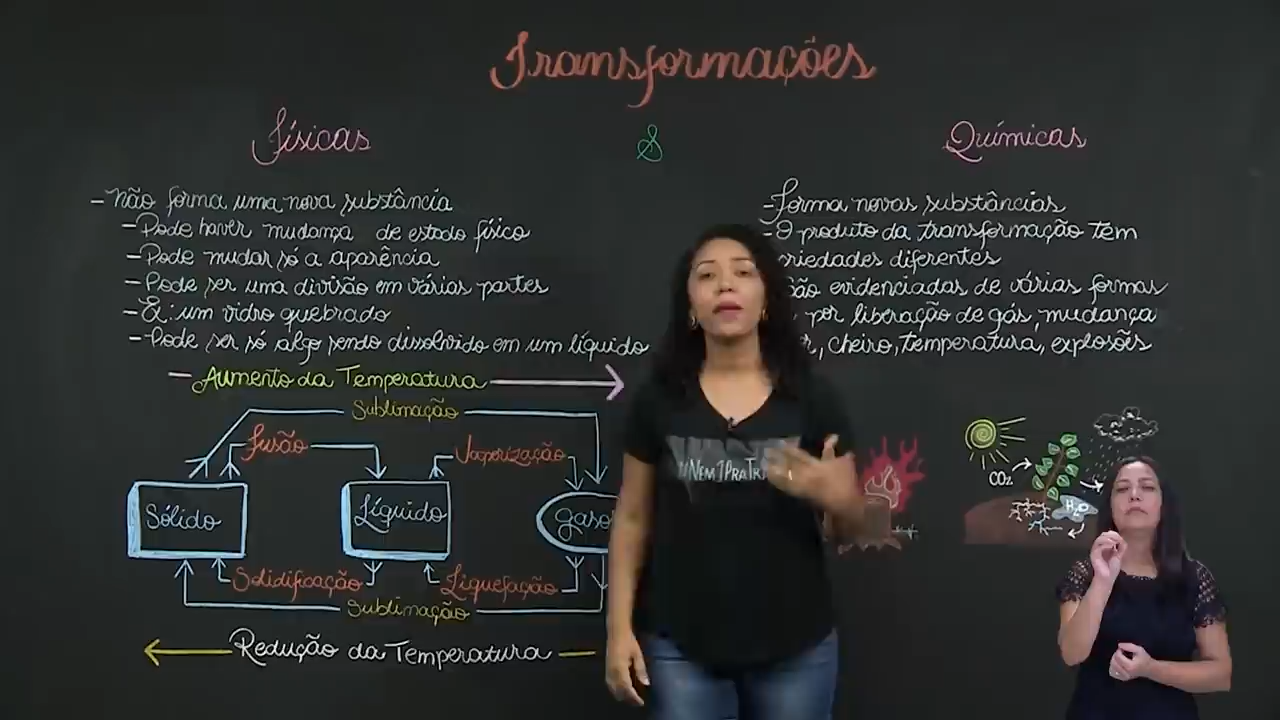 Transformações
Físicas
&
Químicas
- não forma uma nova substância
- Pode haver mudança de estado físico
- Pode mudar só a aparência
- Pode ser uma divisão em várias partes
- Ex: um vidro quebrado
- Pode ser só algo sendo dissolvido em um líquido
- Forma novas substâncias
- O produto da transformação tem
riedades diferentes
são evidenciadas de várias formas
por liberação de gás, mudança
cheiro, temperatura, explosões
Aumento da Temperatura
Sublimação
Fusão
Vaporização
Sólido
Líquido
Gaso
Solidificação
Liquefação
Sublimação
Redução da Temperatura
CO₂
H₂O